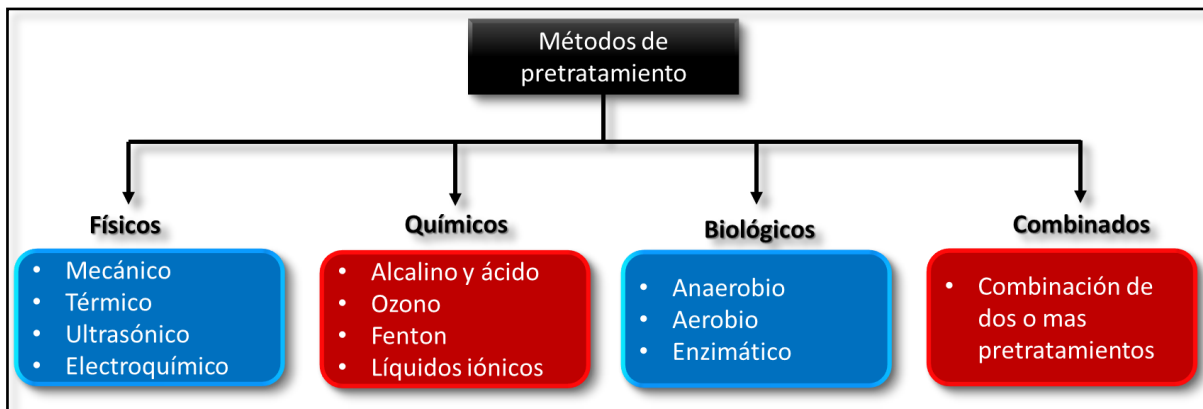 Métodos de
pretratamiento
Físicos
• Mecánico
• Térmico
• Ultrasónico
• Electroquímico
Químicos
• Alcalino y ácido
• Ozono
• Fenton
• Líquidos iónicos
Biológicos
• Anaerobio
• Aerobio
• Enzimático
Combinados
• Combinación de
dos o mas
pretratamientos